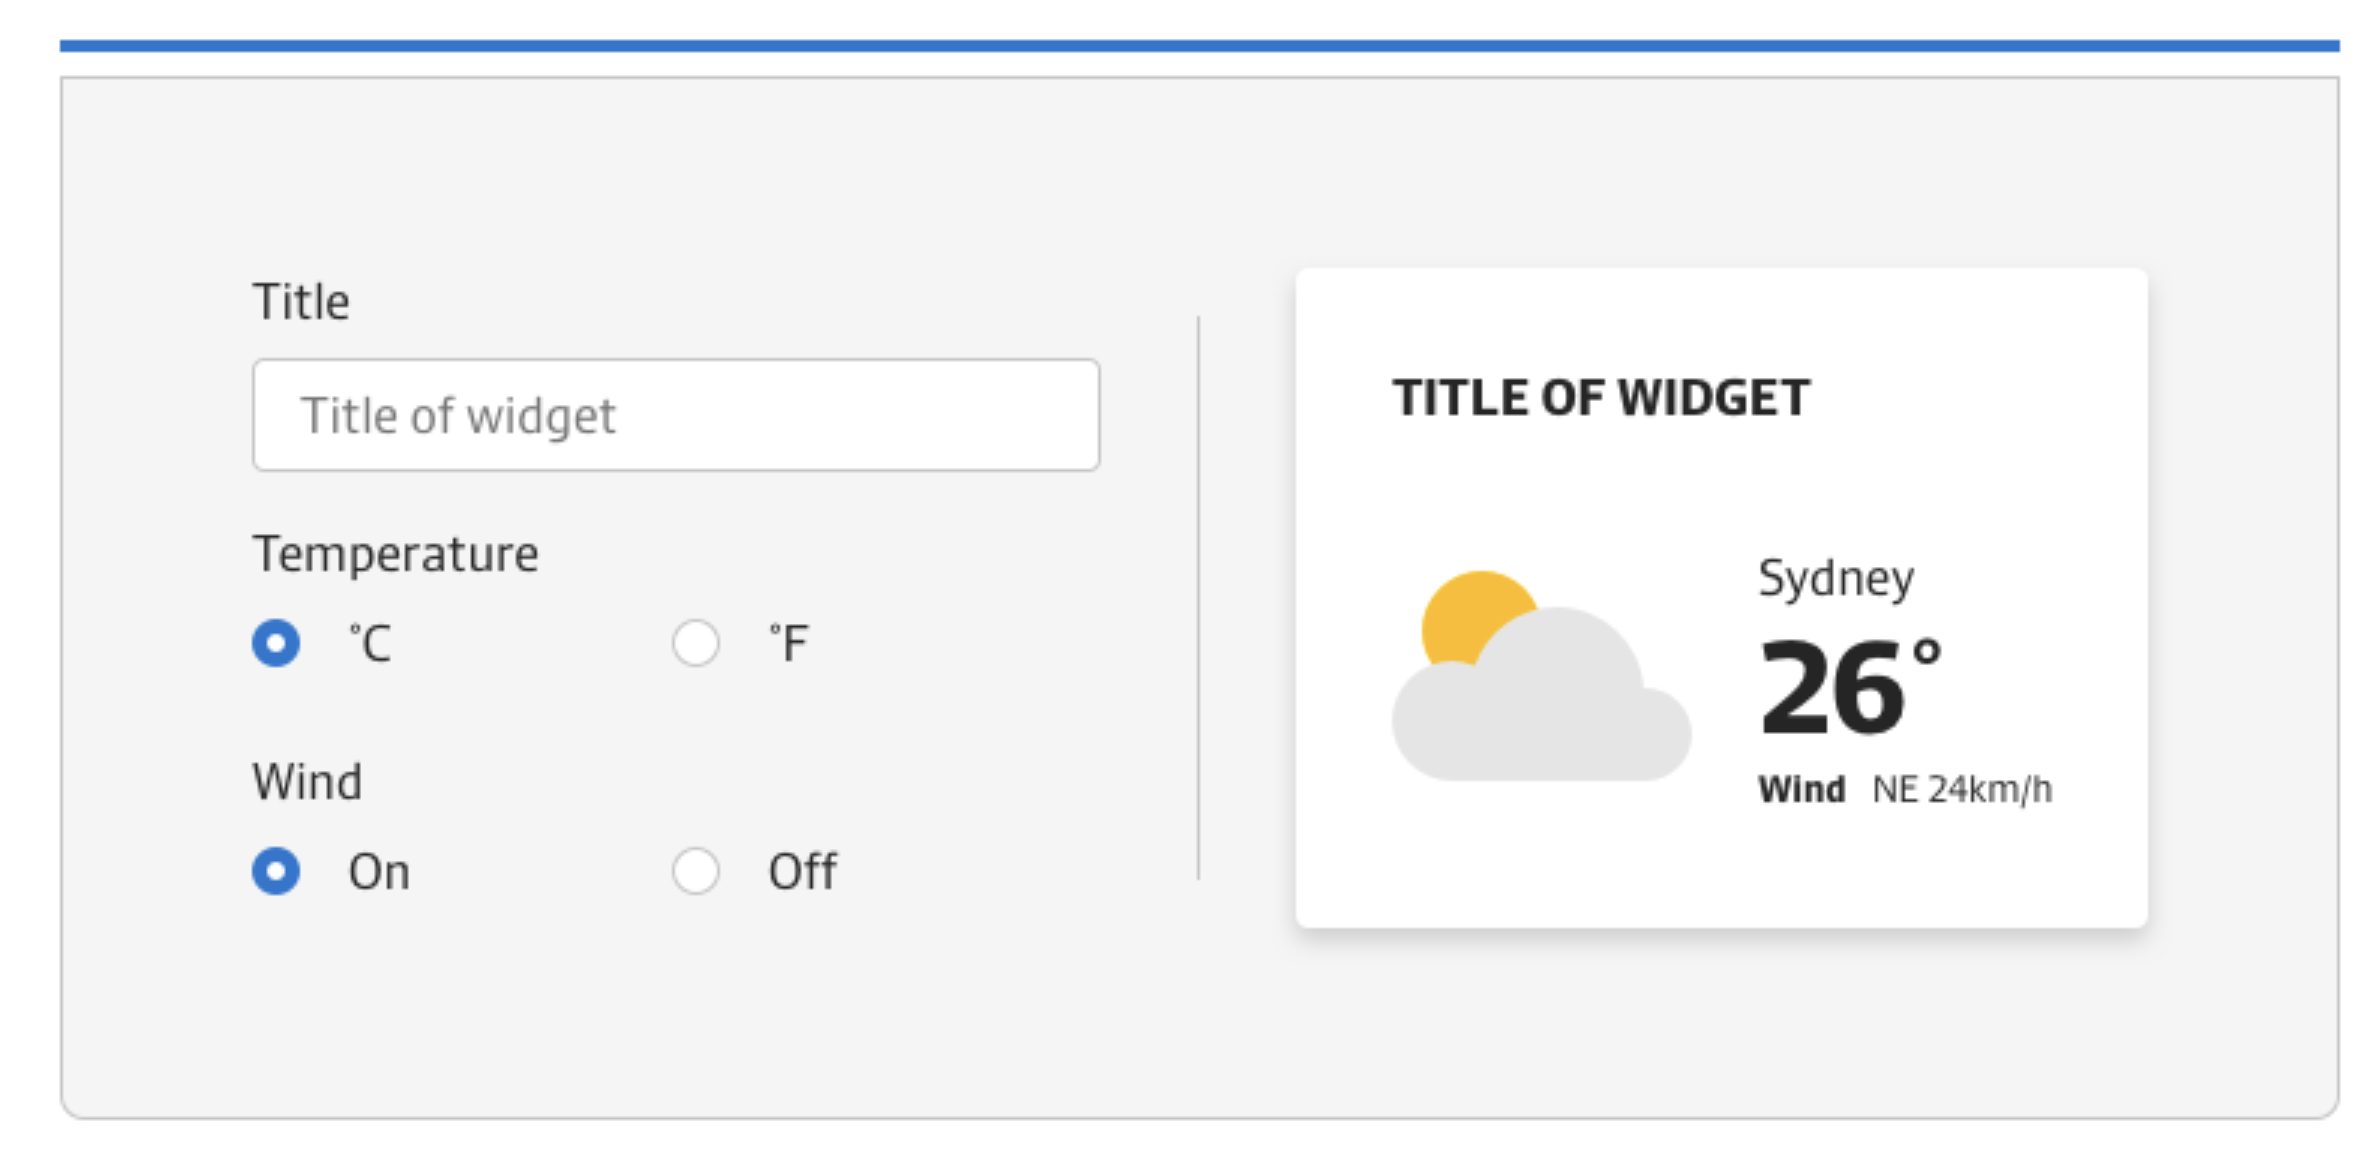 Title
Title of widget
Temperature
°C
°F
Wind
On
Off
TITLE OF WIDGET
Sydney
26°
Wind NE 24km/h